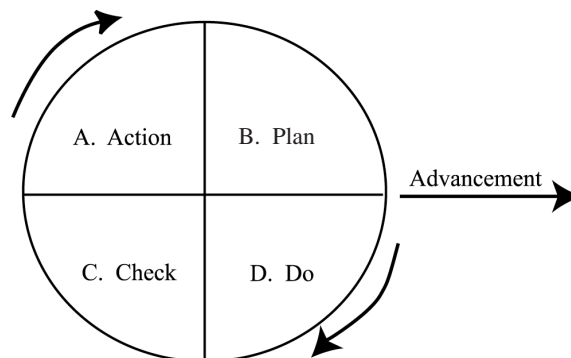 A. Action
B. Plan
Advancement
C. Check
D. Do